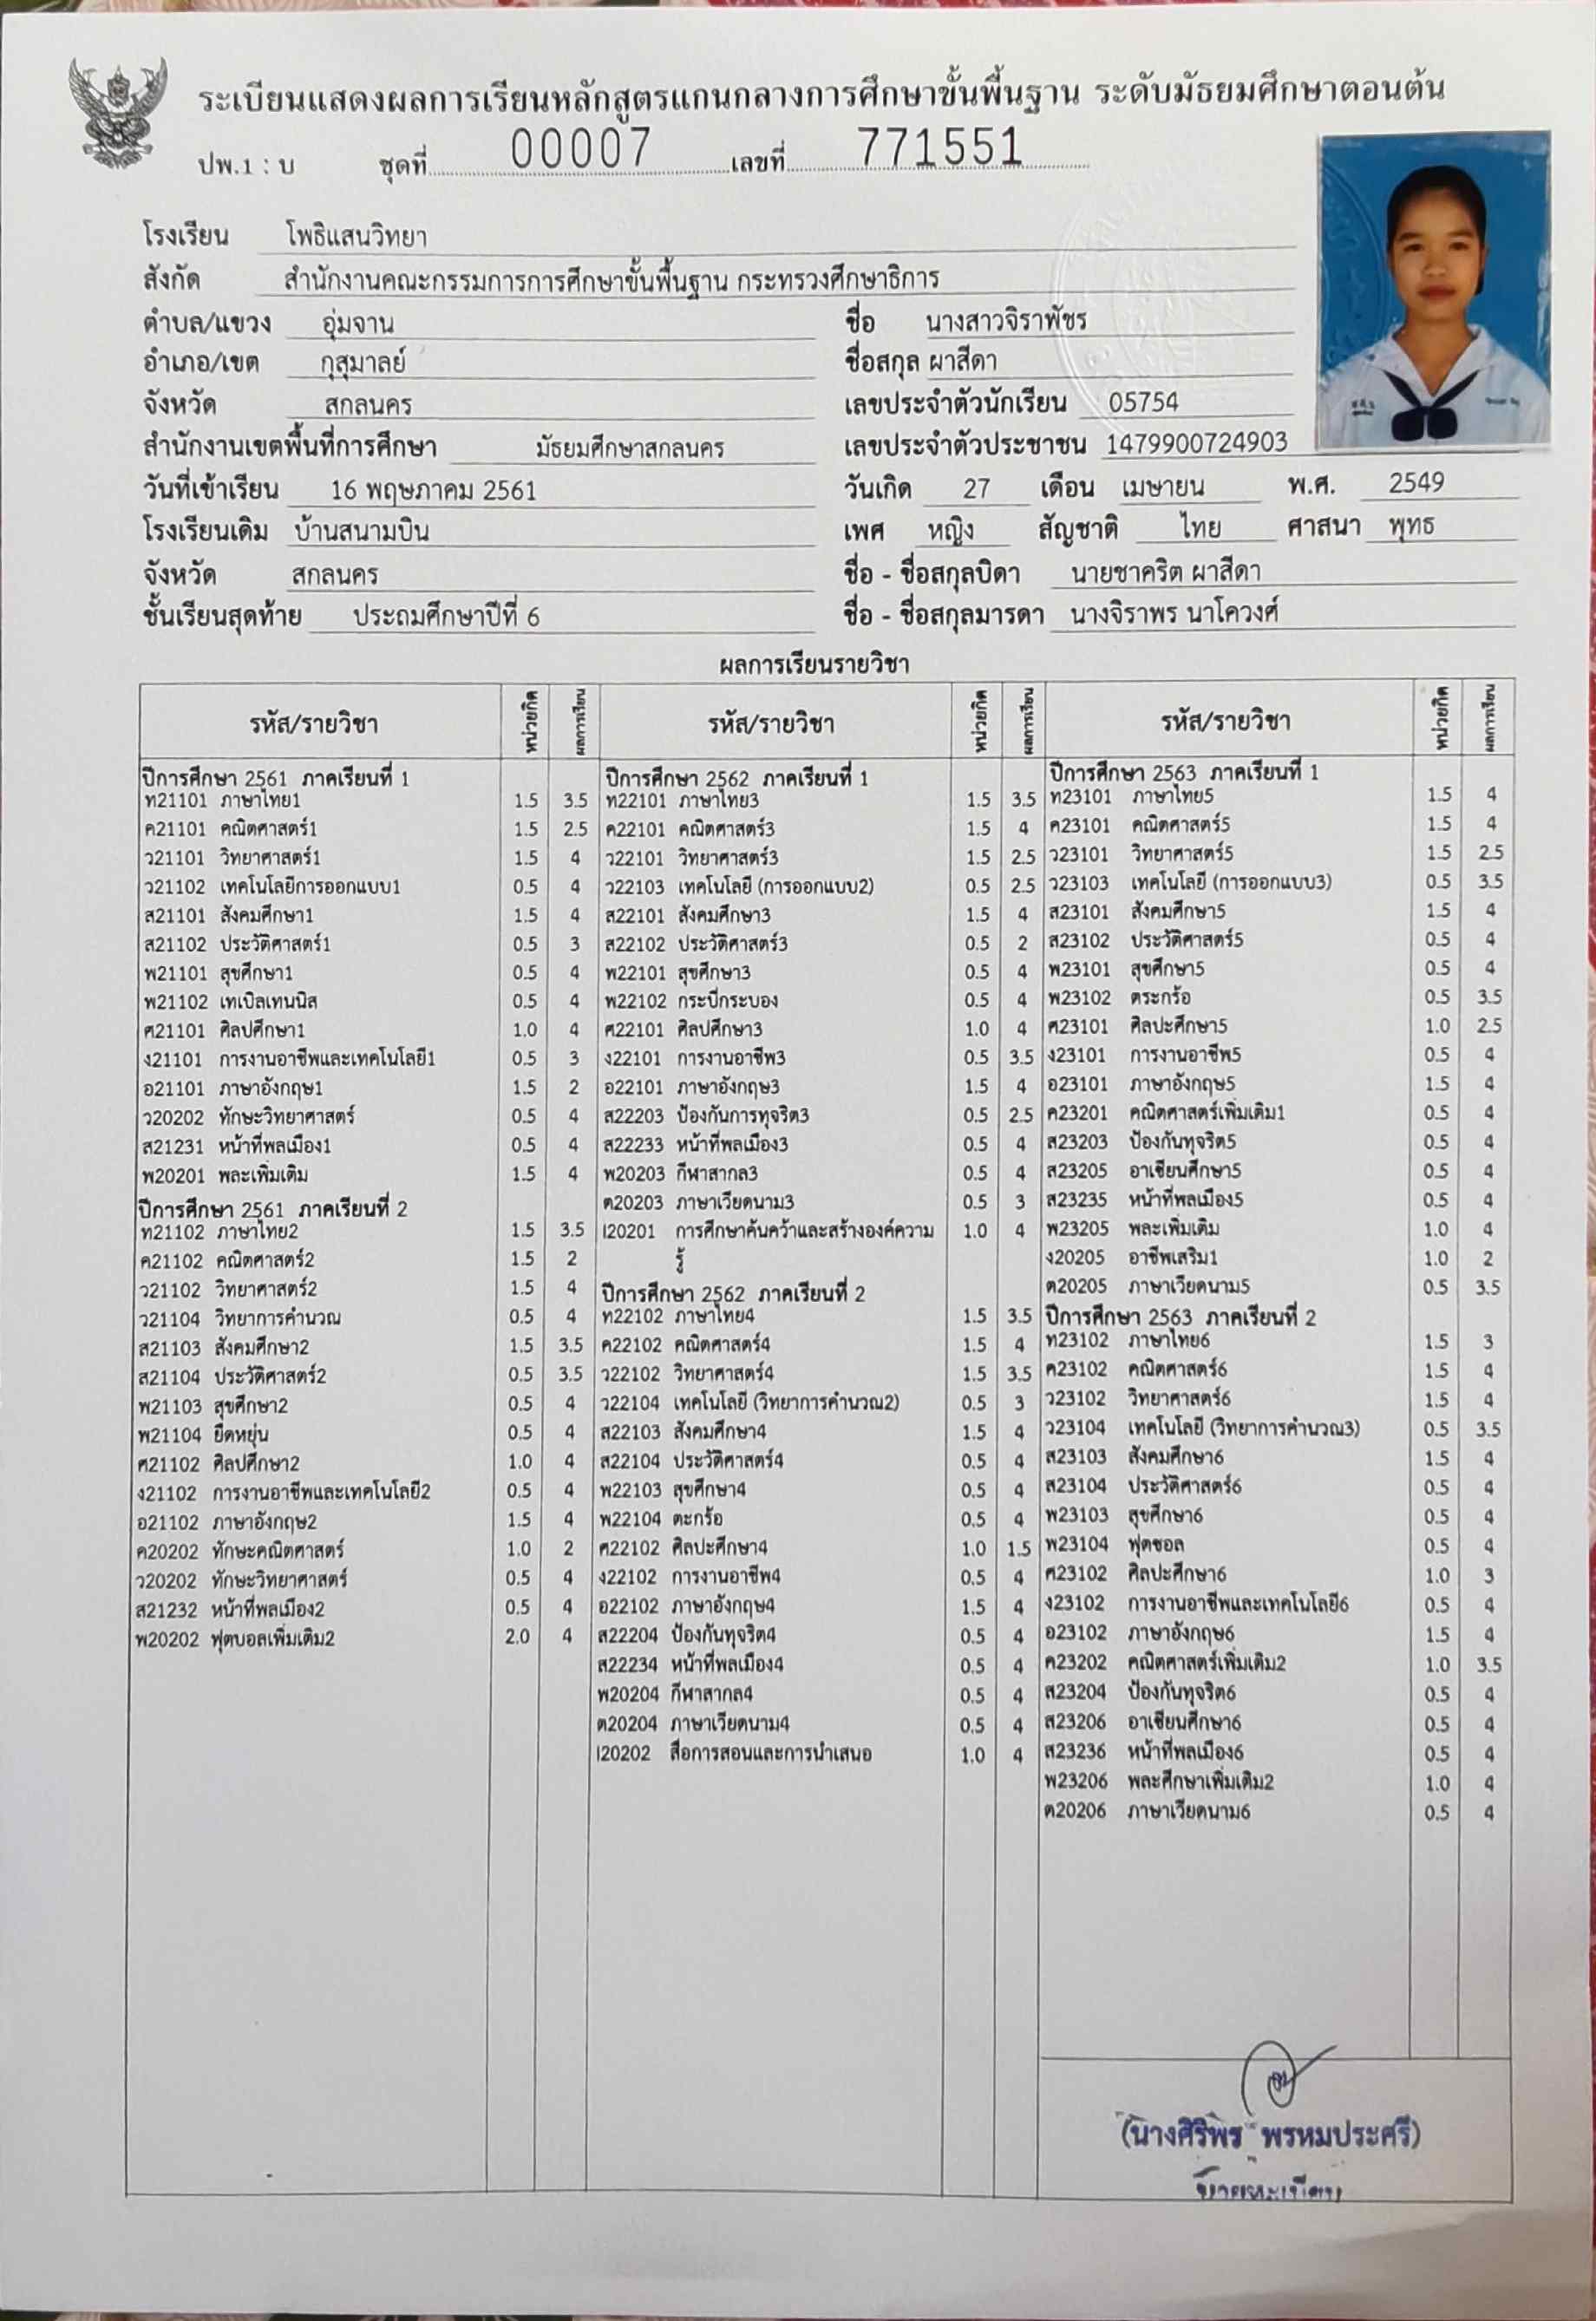 ระเบียนแสดงผลการเรียนหลักสูตรแกนกลางการศึกษาขั้นพื้นฐาน ระดับมัธยมศึกษาตอนต้น
ปพ.1 : บ ชุดที่ 00007 เลขที่ 771551
โรงเรียน โพธิแสนวิทยา
สังกัด สำนักงานคณะกรรมการการศึกษาขั้นพื้นฐาน กระทรวงศึกษาธิการ
ตำบล/แขวง อุ่มจาน
อำเภอ/เขต กุสุมาลย์
จังหวัด สกลนคร
สำนักงานเขตพื้นที่การศึกษา มัธยมศึกษาสกลนคร
วันที่เข้าเรียน 16 พฤษภาคม 2561
โรงเรียนเดิม บ้านสนามบิน
จังหวัด สกลนคร
ชั้นเรียนสุดท้าย ประถมศึกษาปีที่ 6
ชื่อ นางสาวจิราพัชร
ชื่อสกุล ผาสีดา
เลขประจำตัวนักเรียน 05754
เลขประจำตัวประชาชน 1479900724903
วันเกิด 27 เดือน เมษายน พ.ศ. 2549
เพศ หญิง สัญชาติ ไทย ศาสนา พุทธ
ชื่อ - ชื่อสกุลบิดา นายชาคริต ผาสีดา
ชื่อ - ชื่อสกุลมารดา นางจิราพร นาโควงศ์
ผลการเรียนรายวิชา
รหัส/รายวิชา หน่วยกิต ผลการเรียน
ปีการศึกษา 2561 ภาคเรียนที่ 1
ท21101 ภาษาไทย1 1.5 3.5
ค21101 คณิตศาสตร์1 1.5 2.5
ว21101 วิทยาศาสตร์1 1.5 4
ว21102 เทคโนโลยีการออกแบบ1 0.5 4
ส21101 สังคมศึกษา1 1.5 4
ส21102 ประวัติศาสตร์1 0.5 3
พ21101 สุขศึกษา1 0.5 4
พ21102 เทเบิลเทนนิส 0.5 4
ศ21101 ศิลปศึกษา1 1.0 4
ง21101 การงานอาชีพและเทคโนโลยี1 0.5 3
อ21101 ภาษาอังกฤษ1 1.5 2
ว20202 ทักษะวิทยาศาสตร์ 0.5 4
ส21231 หน้าที่พลเมือง1 0.5 4
พ20201 พละเพิ่มเติม 1.5 4
ปีการศึกษา 2561 ภาคเรียนที่ 2
ท21102 ภาษาไทย2 1.5 3.5
ค21102 คณิตศาสตร์2 1.5 2
ว21102 วิทยาศาสตร์2 1.5 4
ว21104 วิทยาการคำนวณ 0.5 4
ส21103 สังคมศึกษา2 1.5 3.5
ส21104 ประวัติศาสตร์2 0.5 3.5
พ21103 สุขศึกษา2 0.5 4
พ21104 ยืดหยุ่น 0.5 4
ศ21102 ศิลปศึกษา2 1.0 4
ง21102 การงานอาชีพและเทคโนโลยี2 0.5 4
อ21102 ภาษาอังกฤษ2 1.5 4
ค20202 ทักษะคณิตศาสตร์ 1.0 2
ว20202 ทักษะวิทยาศาสตร์ 0.5 4
ส21232 หน้าที่พลเมือง2 0.5 4
พ20202 ฟุตบอลเพิ่มเติม2 2.0 4
รหัส/รายวิชา หน่วยกิต ผลการเรียน
ปีการศึกษา 2562 ภาคเรียนที่ 1
ท22101 ภาษาไทย3 1.5 3.5
ค22101 คณิตศาสตร์3 1.5 4
ว22101 วิทยาศาสตร์3 1.5 2.5
ว22103 เทคโนโลยี (การออกแบบ2) 0.5 2.5
ส22101 สังคมศึกษา3 1.5 4
ส22102 ประวัติศาสตร์3 0.5 2
พ22101 สุขศึกษา3 0.5 4
พ22102 กระบี่กระบอง 0.5 4
ศ22101 ศิลปศึกษา3 1.0 4
ง22101 การงานอาชีพ3 0.5 3.5
อ22101 ภาษาอังกฤษ3 1.5 4
ส22203 ป้องกันการทุจริต3 0.5 2.5
ส22233 หน้าที่พลเมือง3 0.5 4
พ20203 กีฬาสากล3 0.5 4
ต20203 ภาษาเวียดนาม3 0.5 3
I20201 การศึกษาค้นคว้าและสร้างองค์ความ 1.0 4
รู้
ปีการศึกษา 2562 ภาคเรียนที่ 2
ท22102 ภาษาไทย4 1.5 3.5
ค22102 คณิตศาสตร์4 1.5 4
ว22102 วิทยาศาสตร์4 1.5 3.5
ว22104 เทคโนโลยี (วิทยาการคำนวณ2) 0.5 3
ส22103 สังคมศึกษา4 1.5 4
ส22104 ประวัติศาสตร์4 0.5 4
พ22103 สุขศึกษา4 0.5 4
พ22104 ตะกร้อ 0.5 4
ศ22102 ศิลปะศึกษา4 1.0 1.5
ง22102 การงานอาชีพ4 0.5 4
อ22102 ภาษาอังกฤษ4 1.5 4
ส22204 ป้องกันทุจริต4 0.5 4
ส22234 หน้าที่พลเมือง4 0.5 4
พ20204 กีฬาสากล4 0.5 4
ต20204 ภาษาเวียดนาม4 0.5 4
I20202 สื่อการสอนและการนำเสนอ 1.0 4
รหัส/รายวิชา หน่วยกิต ผลการเรียน
ปีการศึกษา 2563 ภาคเรียนที่ 1
ท23101 ภาษาไทย5 1.5 4
ค23101 คณิตศาสตร์5 1.5 4
ว23101 วิทยาศาสตร์5 1.5 2.5
ว23103 เทคโนโลยี (การออกแบบ3) 0.5 3.5
ส23101 สังคมศึกษา5 1.5 4
ส23102 ประวัติศาสตร์5 0.5 4
พ23101 สุขศึกษา5 0.5 4
พ23102 ตระกร้อ 0.5 3.5
ศ23101 ศิลปะศึกษา5 1.0 2.5
ง23101 การงานอาชีพ5 0.5 4
อ23101 ภาษาอังกฤษ5 1.5 4
ค23201 คณิตศาสตร์เพิ่มเติม1 0.5 4
ส23203 ป้องกันทุจริต5 0.5 4
ส23205 อาเซียนศึกษา5 0.5 4
ส23235 หน้าที่พลเมือง5 0.5 4
พ23205 พละเพิ่มเติม 1.0 4
ง20205 อาชีพเสริม1 1.0 2
ต20205 ภาษาเวียดนาม5 0.5 3.5
ปีการศึกษา 2563 ภาคเรียนที่ 2
ท23102 ภาษาไทย6 1.5 3
ค23102 คณิตศาสตร์6 1.5 4
ว23102 วิทยาศาสตร์6 1.5 4
ว23104 เทคโนโลยี (วิทยาการคำนวณ3) 0.5 3.5
ส23103 สังคมศึกษา6 1.5 4
ส23104 ประวัติศาสตร์6 0.5 4
พ23103 สุขศึกษา6 0.5 4
พ23104 ฟุตซอล 0.5 4
ศ23102 ศิลปะศึกษา6 1.0 3
ง23102 การงานอาชีพและเทคโนโลยี6 0.5 4
อ23102 ภาษาอังกฤษ6 1.5 4
ค23202 คณิตศาสตร์เพิ่มเติม2 1.0 3.5
ส23204 ป้องกันทุจริต6 0.5 4
ส23206 อาเซียนศึกษา6 0.5 4
ส23236 หน้าที่พลเมือง6 0.5 4
พ23206 พละศึกษาเพิ่มเติม2 1.0 4
ต20206 ภาษาเวียดนาม6 0.5 4
(นางศิริพร พรหมประศรี)
นายทะเบียน